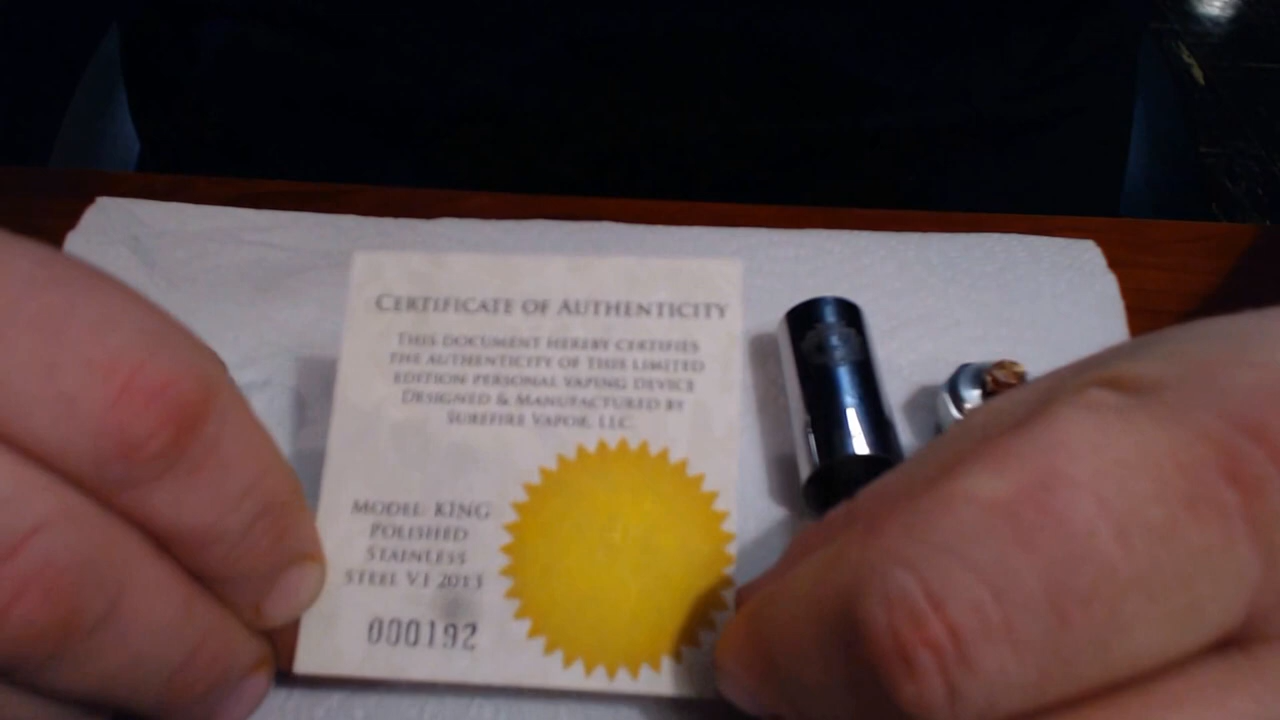 CERTIFICATE OF AUTHENTICITY
THIS DOCUMENT HEREBY CERTIFIES
THE AUTHENTICITY OF THIS LIMITED
EDITION PERSONAL VAPING DEVICE
DESIGNED & MANUFACTURED BY
SUREFIRE VAPOR, LLC.
MODEL: KING
POLISHED
STAINLESS
STEEL V1 2013
000192